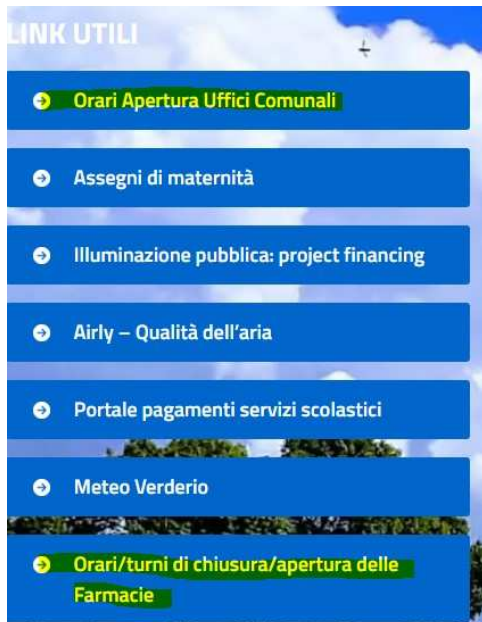 LINK UTILI
Orari Apertura Uffici Comunali
Assegni di maternità
Illuminazione pubblica: project financing
Airly – Qualità dell'aria
Portale pagamenti servizi scolastici
Meteo Verderio
Orari/turni di chiusura/apertura delle
Farmacie